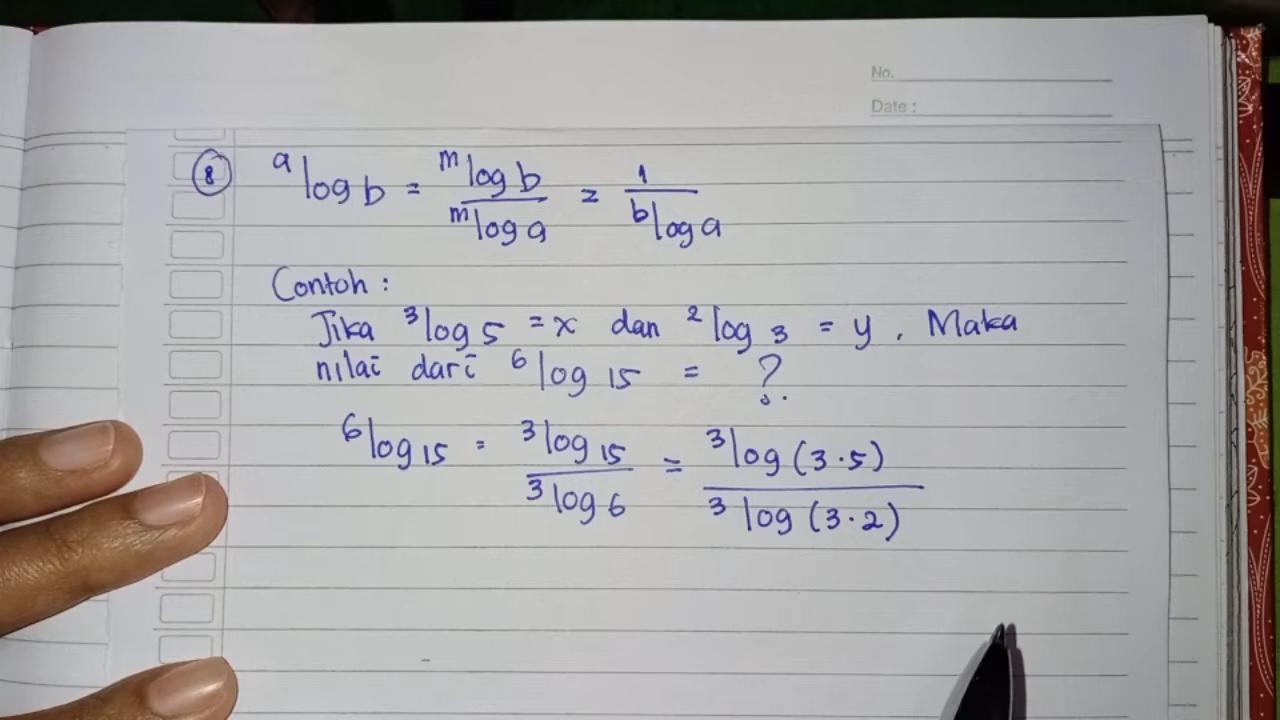 No.
Date :
8 ᵃlog b = ᵐlog b / ᵐlog a = 1 / ᵇlog a
Contoh :
Jika ³log 5 = x dan ²log 3 = y . Maka
nilai dari ⁶log 15 = ?
⁶log 15 = ³log 15 / ³log 6 = ³log (3·5) / ³log (3·2)